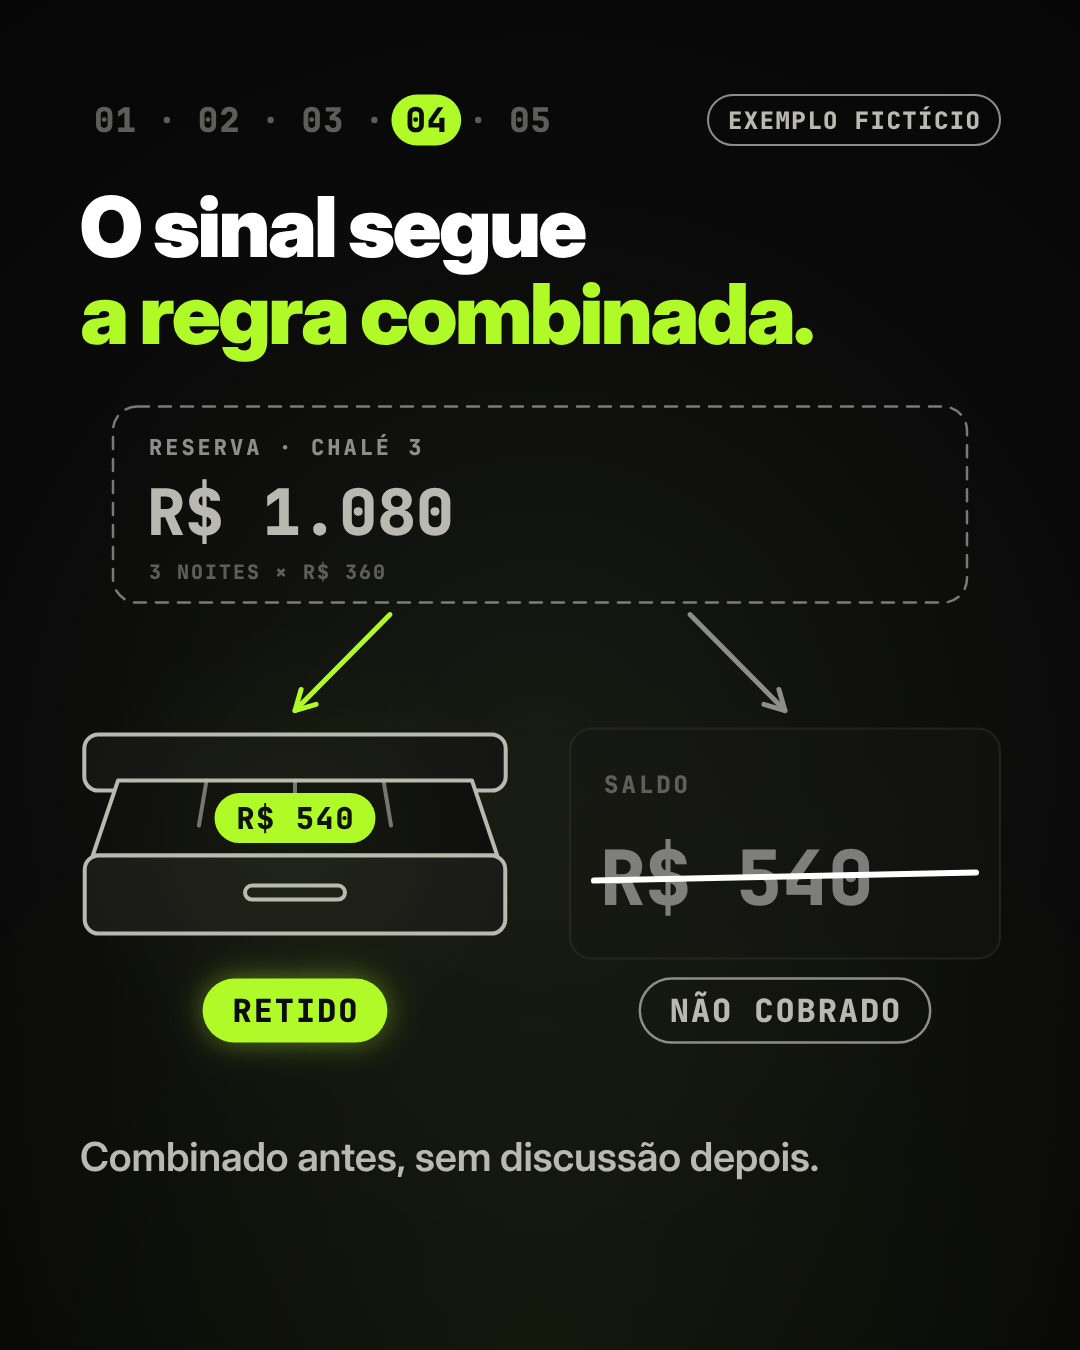 01 · 02 · 03 · 04 · 05
EXEMPLO FICTÍCIO
O sinal segue
a regra combinada.
RESERVA · CHALÉ 3
R$ 1.080
3 NOITES × R$ 360
R$ 540
RETIDO
SALDO
R$ 540
NÃO COBRADO
Combinado antes, sem discussão depois.